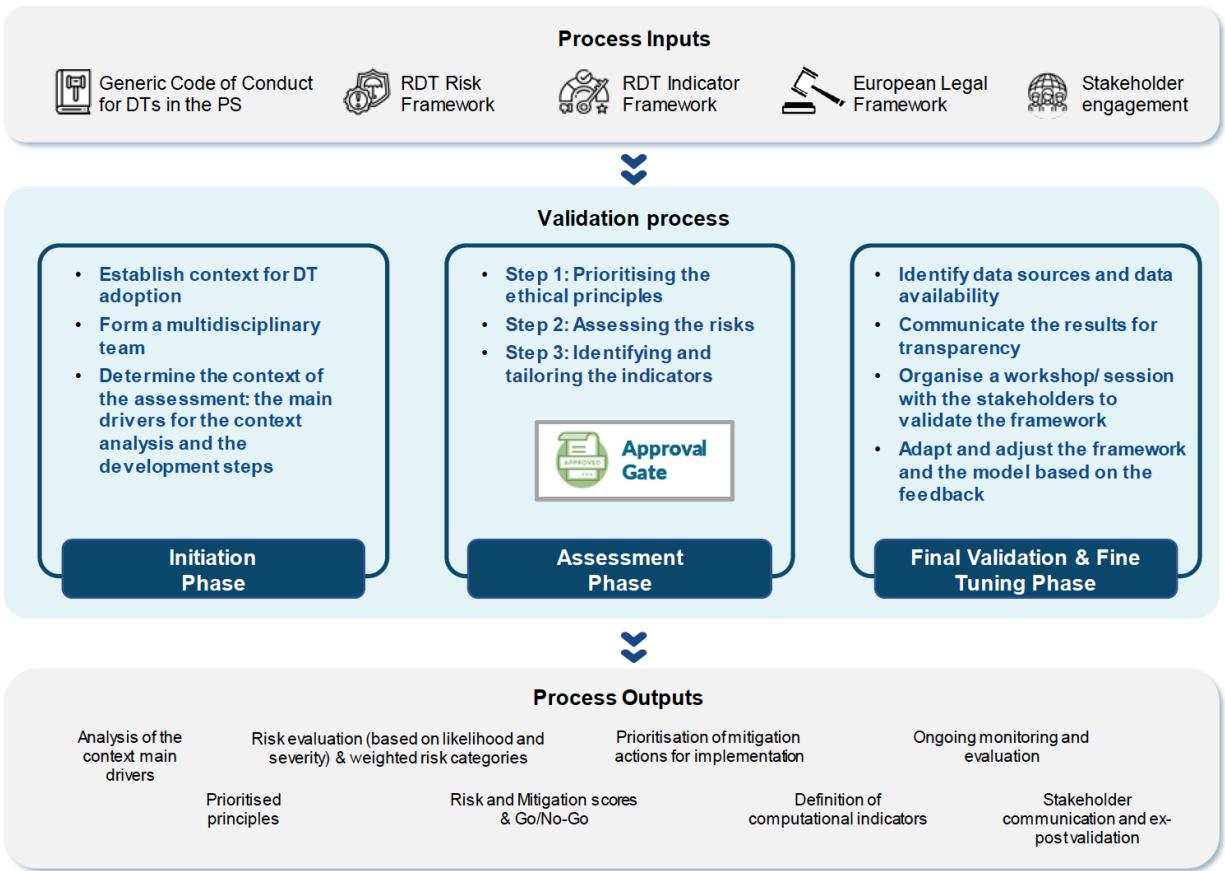 Process Inputs
Generic Code of Conduct
for DTs in the PS
RDT Risk
Framework
RDT Indicator
Framework
European Legal
Framework
Stakeholder
engagement
Validation process
• Establish context for DT
adoption
• Form a multidisciplinary
team
• Determine the context of
the assessment: the main
drivers for the context
analysis and the
development steps
Initiation
Phase
• Step 1: Prioritising the
ethical principles
• Step 2: Assessing the risks
• Step 3: Identifying and
tailoring the indicators
APPROVED
Approval
Gate
Assessment
Phase
• Identify data sources and data
availability
• Communicate the results for
transparency
• Organise a workshop/ session
with the stakeholders to
validate the framework
• Adapt and adjust the framework
and the model based on the
feedback
Final Validation & Fine
Tuning Phase
Process Outputs
Analysis of the
context main
drivers
Risk evaluation (based on likelihood and
severity) & weighted risk categories
Prioritisation of mitigation
actions for implementation
Ongoing monitoring and
evaluation
Prioritised
principles
Risk and Mitigation scores
& Go/No-Go
Definition of
computational indicators
Stakeholder
communication and ex-
post validation